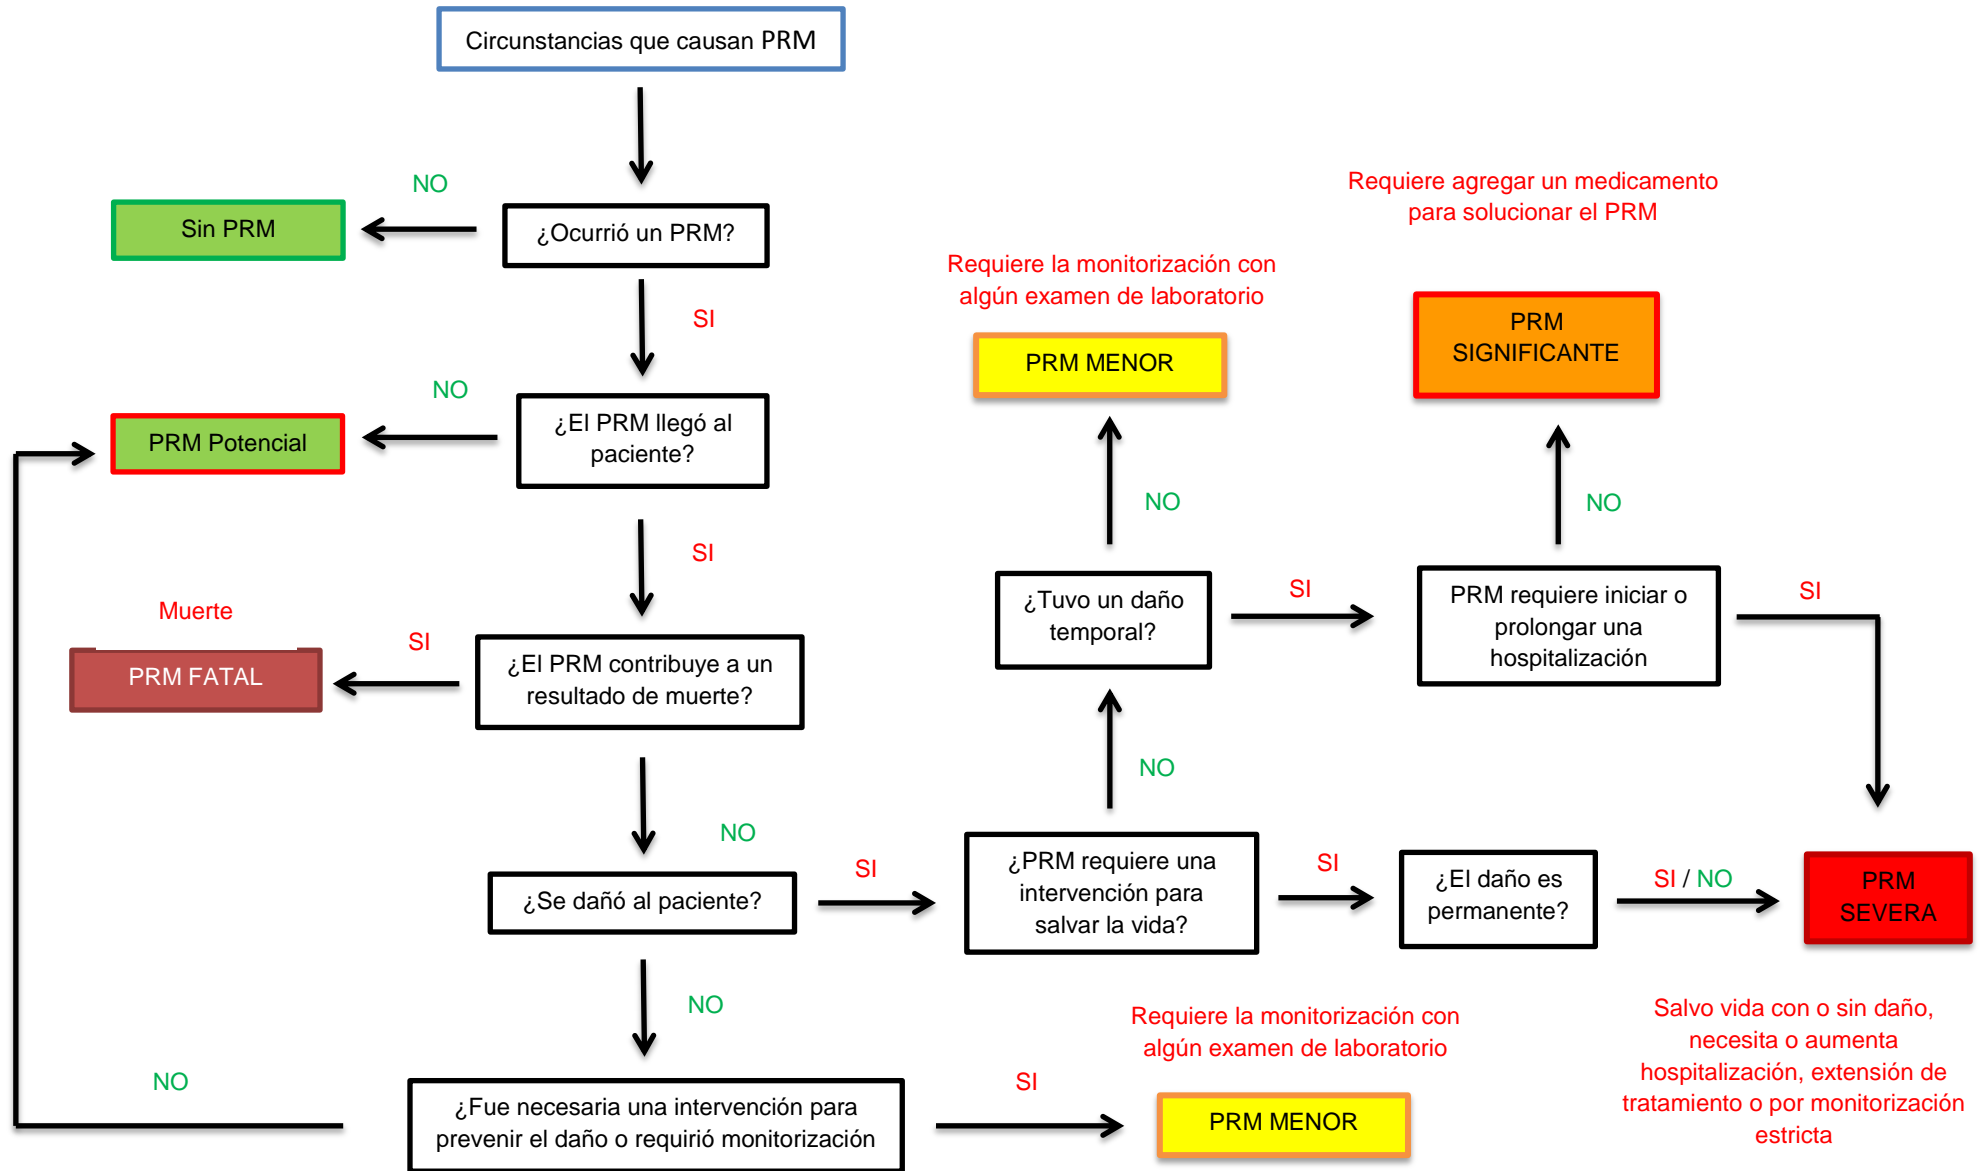 Circunstancias que causan PRM
NO
Sin PRM
¿Ocurrió un PRM?
SI
NO
PRM Potencial
¿El PRM llegó al
paciente?
SI
Muerte
SI
PRM FATAL
¿El PRM contribuye a un
resultado de muerte?
NO
¿Se dañó al paciente?
SI
NO
NO
¿Fue necesaria una intervención para
prevenir el daño o requirió monitorización
SI
Requiere la monitorización con
algún examen de laboratorio
PRM MENOR
Requiere la monitorización con
algún examen de laboratorio
PRM MENOR
NO
¿Tuvo un daño
temporal?
SI
NO
¿PRM requiere una
intervención para
salvar la vida?
SI
Requiere agregar un medicamento
para solucionar el PRM
PRM
SIGNIFICANTE
NO
PRM requiere iniciar o
prolongar una
hospitalización
SI
¿El daño es
permanente?
SI / NO
PRM
SEVERA
Salvo vida con o sin daño,
necesita o aumenta
hospitalización, extensión de
tratamiento o por monitorización
estricta